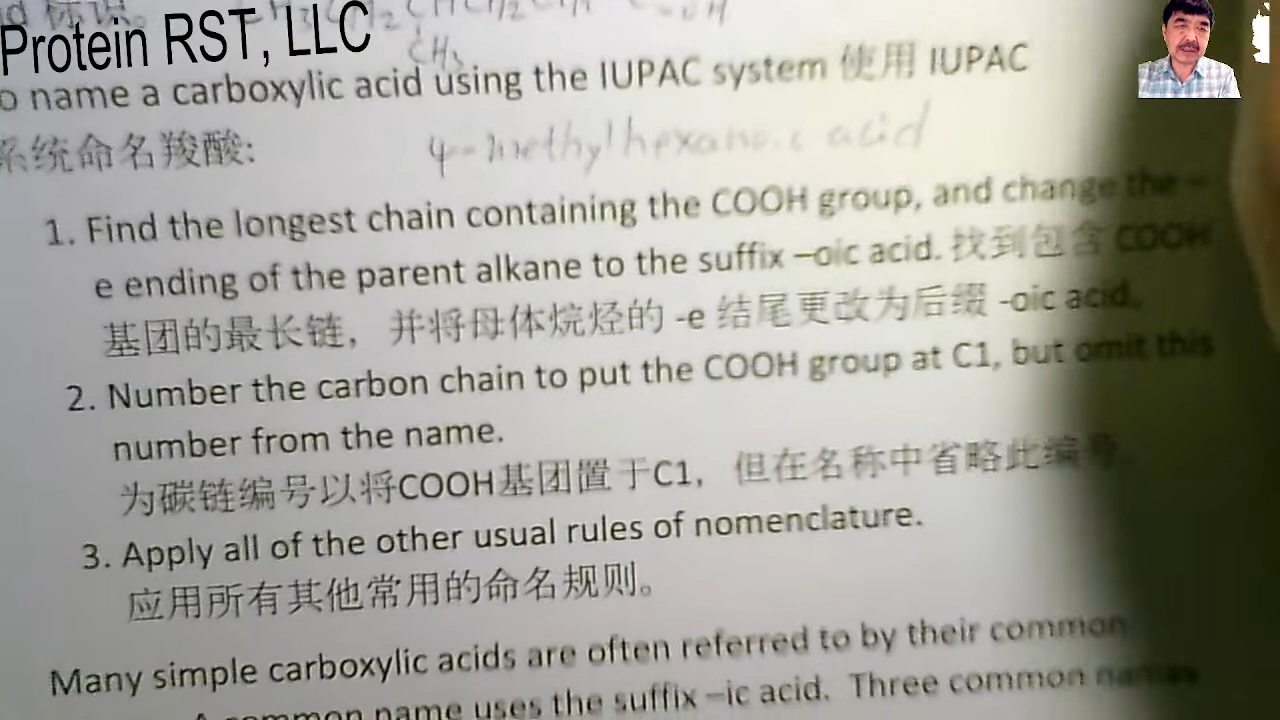 Protein RST, LLC
CH₃
name a carboxylic acid using the IUPAC system 使用 IUPAC
系统命名羧酸:
4-methylhexanoic acid
1. Find the longest chain containing the COOH group, and change the –
e ending of the parent alkane to the suffix –oic acid. 找到包含 COOH
基团的最长链，并将母体烷烃的 -e 结尾更改为后缀 -oic acid.
2. Number the carbon chain to put the COOH group at C1, but omit this
number from the name.
为碳链编号以将COOH基团置于C1，但在名称中省略此编号
3. Apply all of the other usual rules of nomenclature.
应用所有其他常用的命名规则。
Many simple carboxylic acids are often referred to by their common
common name uses the suffix –ic acid. Three common names